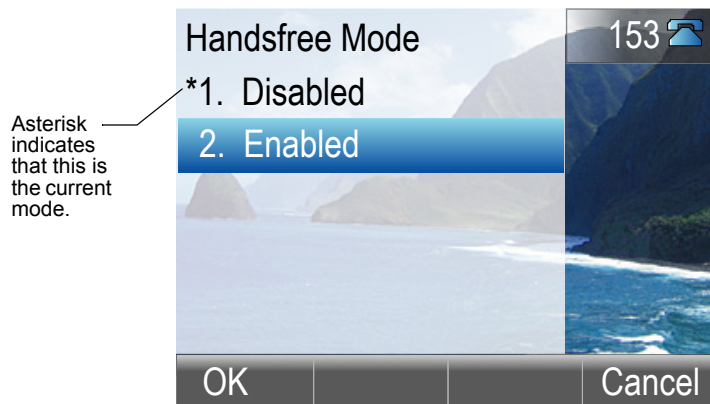 Handsfree Mode
153
*1. Disabled
2. Enabled
Asterisk
indicates
that this is
the current
mode.
OK
Cancel